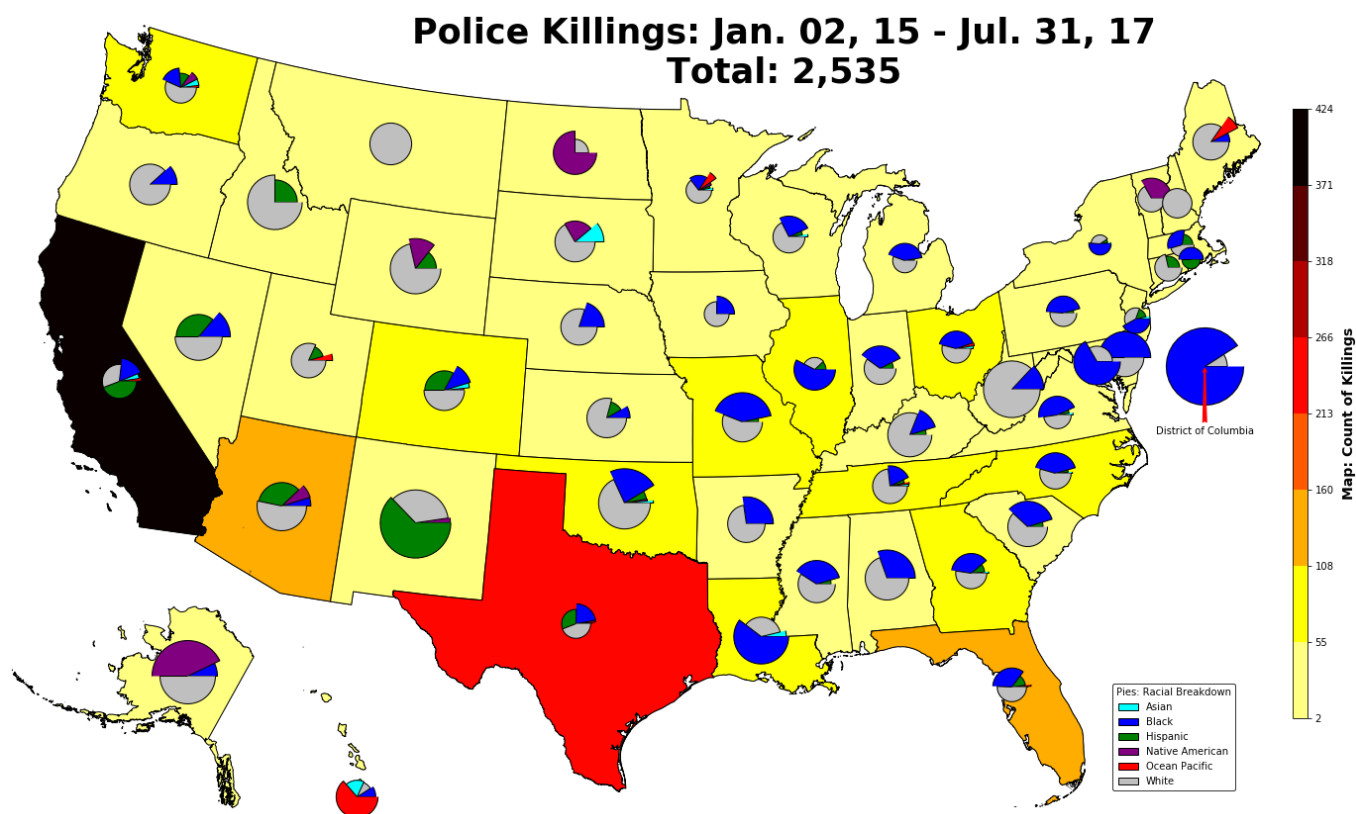 Police Killings: Jan. 02, 15 - Jul. 31, 17
Total: 2,535
424
371
318
266
213
160
108
55
2
Map: Count of Killings
District of Columbia
Pies: Racial Breakdown
Asian
Black
Hispanic
Native American
Ocean Pacific
White